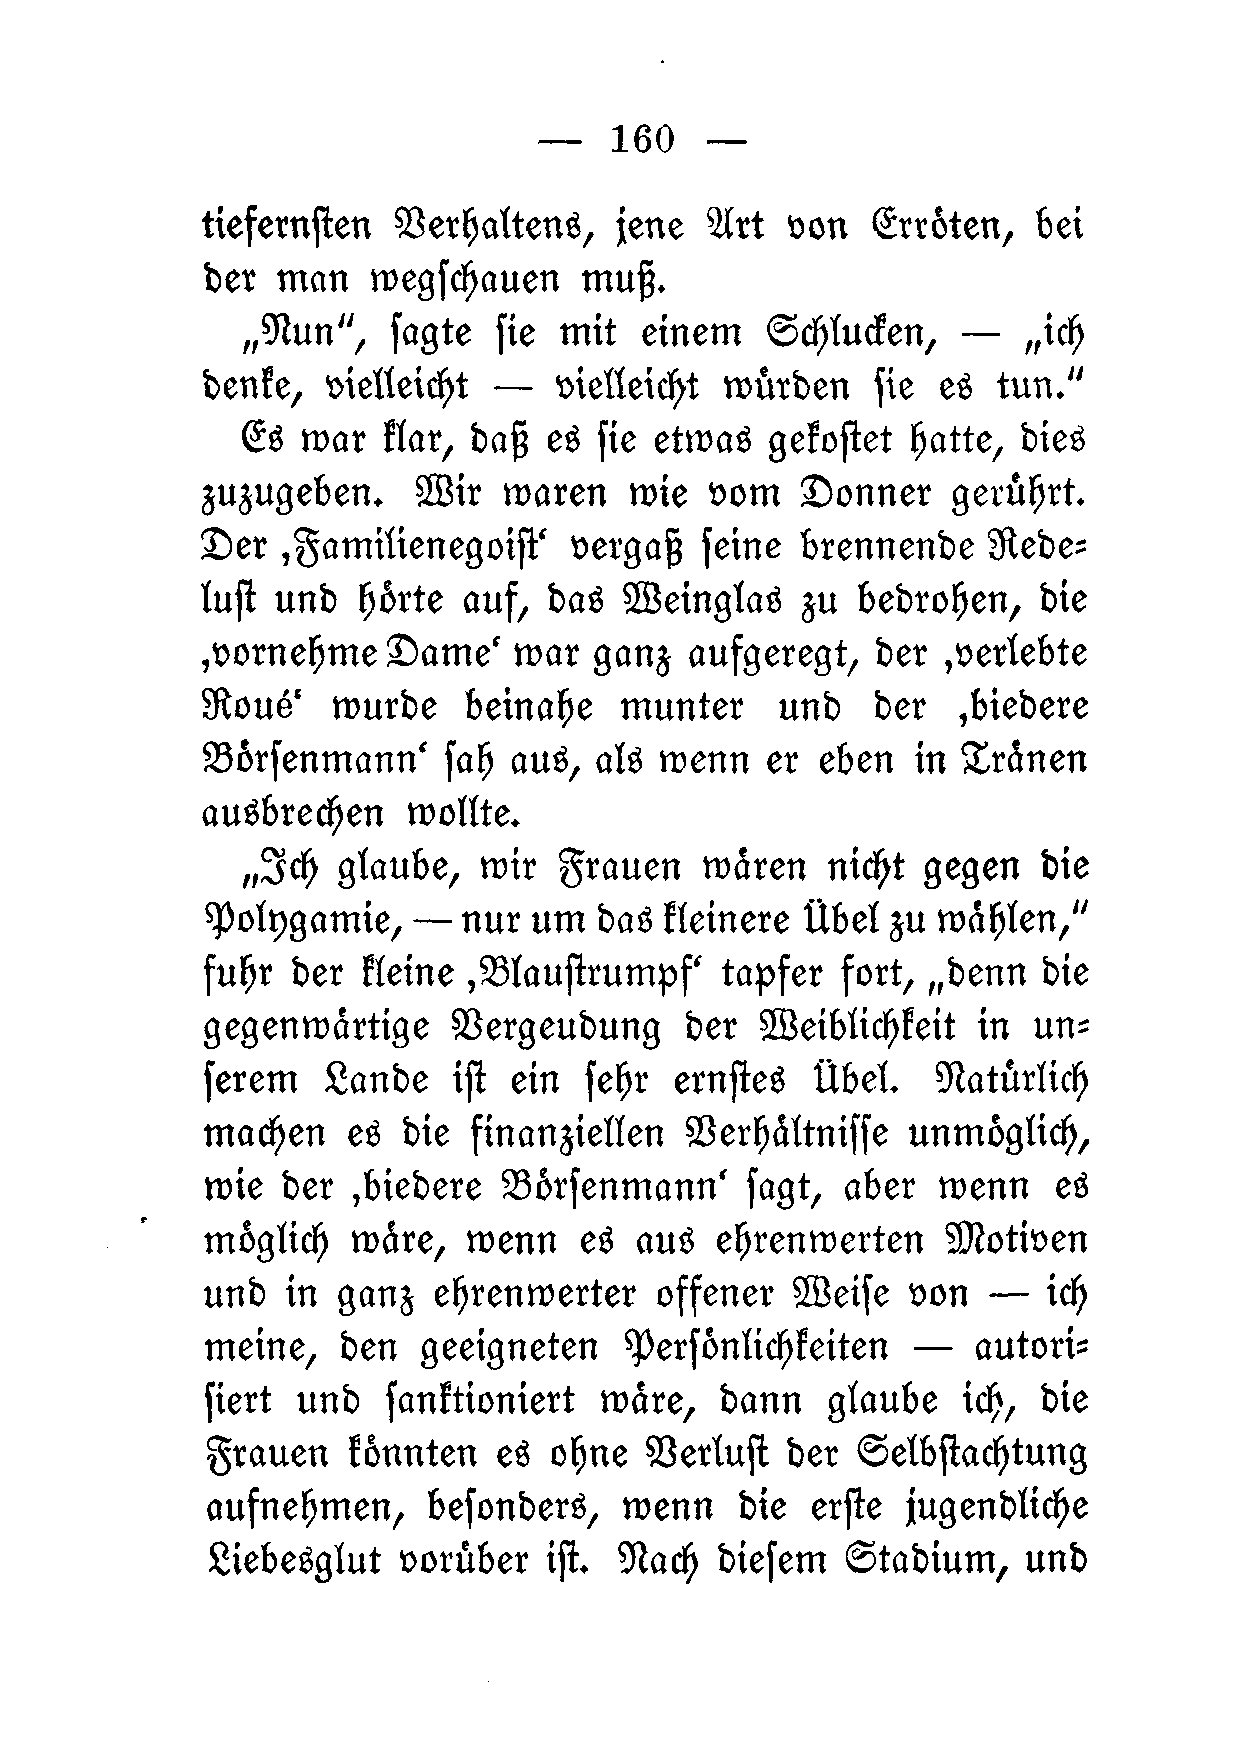 — 160 —
tiefernſten Verhaltens, jene Art von Erröten, bei
der man wegſchauen muß.
„Nun", ſagte ſie mit einem Schlucken, — „ich
denke, vielleicht — vielleicht würden ſie es tun."
Es war klar, daß es ſie etwas gekoſtet hatte, dies
zuzugeben. Wir waren wie vom Donner gerührt.
Der ‚Familienegoiſt‘ vergaß ſeine brennende Rede⸗
luſt und hörte auf, das Weinglas zu bedrohen, die
‚vornehme Dame‘ war ganz aufgeregt, der ‚verlebte
Roué‘ wurde beinahe munter und der ‚biedere
Börſenmann‘ ſah aus, als wenn er eben in Tränen
ausbrechen wollte.
„Ich glaube, wir Frauen wären nicht gegen die
Polygamie, — nur um das kleinere Übel zu wählen,"
fuhr der kleine ‚Blauſtrumpf‘ tapfer fort, „denn die
gegenwärtige Vergeudung der Weiblichkeit in un⸗
ſerem Lande iſt ein ſehr ernſtes Übel. Natürlich
machen es die finanziellen Verhältniſſe unmöglich,
wie der ‚biedere Börſenmann‘ ſagt, aber wenn es
möglich wäre, wenn es aus ehrenwerten Motiven
und in ganz ehrenwerter offener Weiſe von — ich
meine, den geeigneten Perſönlichkeiten — autori⸗
ſiert und ſanktioniert wäre, dann glaube ich, die
Frauen könnten es ohne Verluſt der Selbſtachtung
aufnehmen, beſonders, wenn die erſte jugendliche
Liebesglut vorüber iſt. Nach dieſem Stadium, und